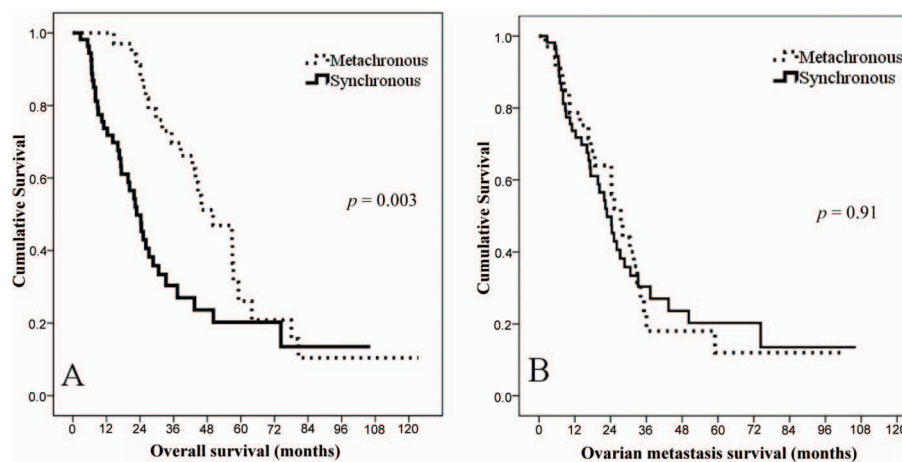 Metachronous
Synchronous
p = 0.003
Cumulative Survival
1.0
0.8
0.6
0.4
0.2
0.0
A
0 12 24 36 48 60 72 84 96 108 120
Overall survival (months)
Metachronous
Synchronous
p = 0.91
Cumulative Survival
1.0
0.8
0.6
0.4
0.2
0.0
B
0 12 24 36 48 60 72 84 96 108 120
Ovarian metastasis survival (months)